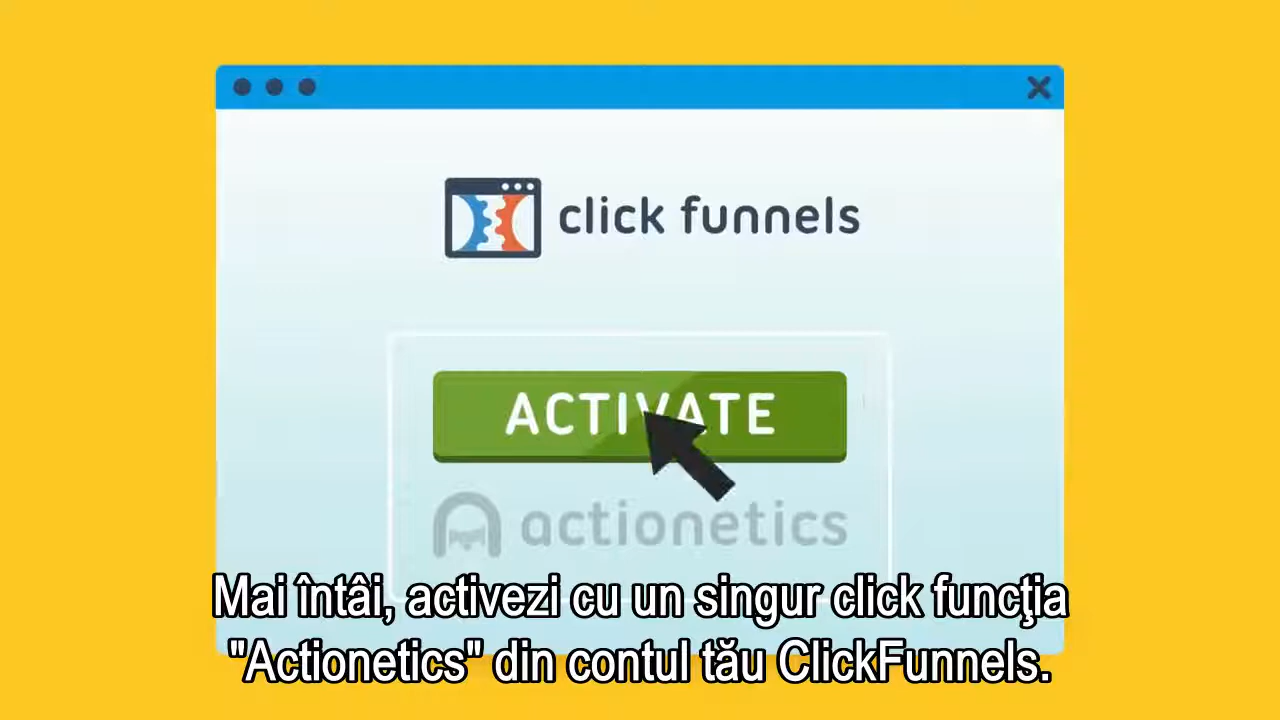 click funnels
ACTIVATE
actionetics
Mai întâi, activezi cu un singur click funcţia
"Actionetics" din contul tău ClickFunnels.